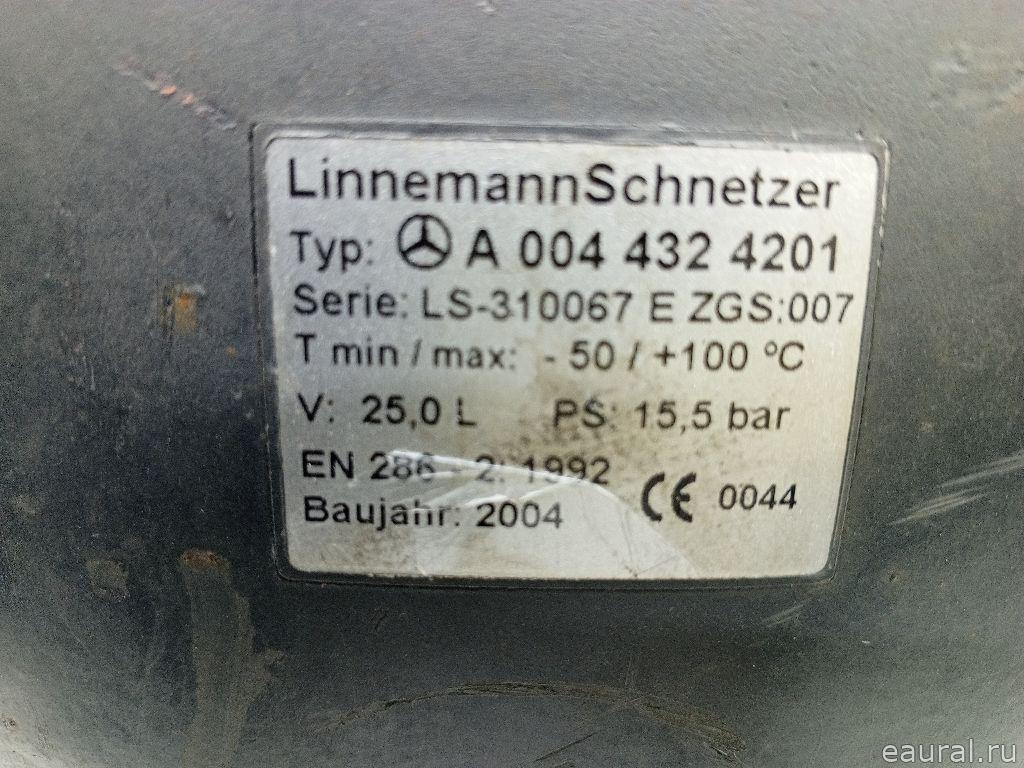 LinnemannSchnetzer
Typ: A 004 432 4201
Serie: LS-310067 E ZGS:007
T min / max: - 50 / +100 °C
V: 25,0 L PS: 15,5 bar
EN 286 - 2: 1992
Baujahr: 2004 CE 0044
eaural.ru